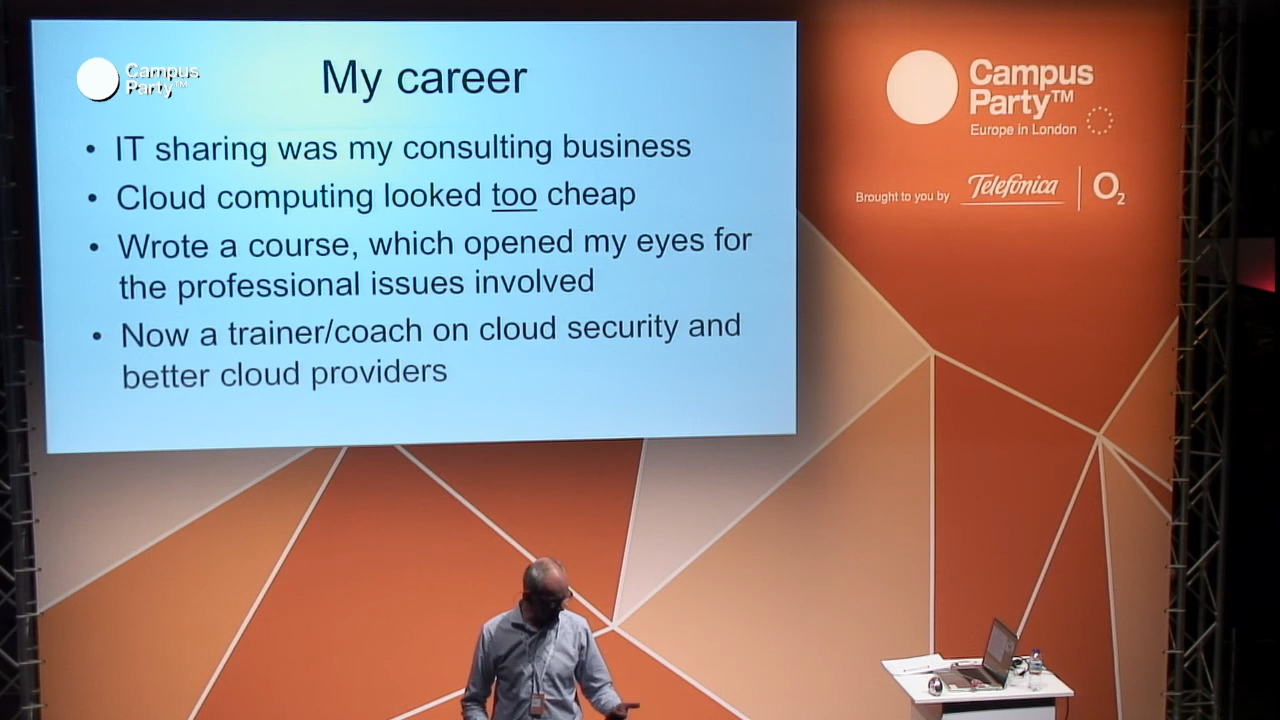 Campus
Party™
My career
• IT sharing was my consulting business
• Cloud computing looked too cheap
• Wrote a course, which opened my eyes for
the professional issues involved
• Now a trainer/coach on cloud security and
better cloud providers
Campus
Party™
Europe in London
Brought to you by Telefónica O2